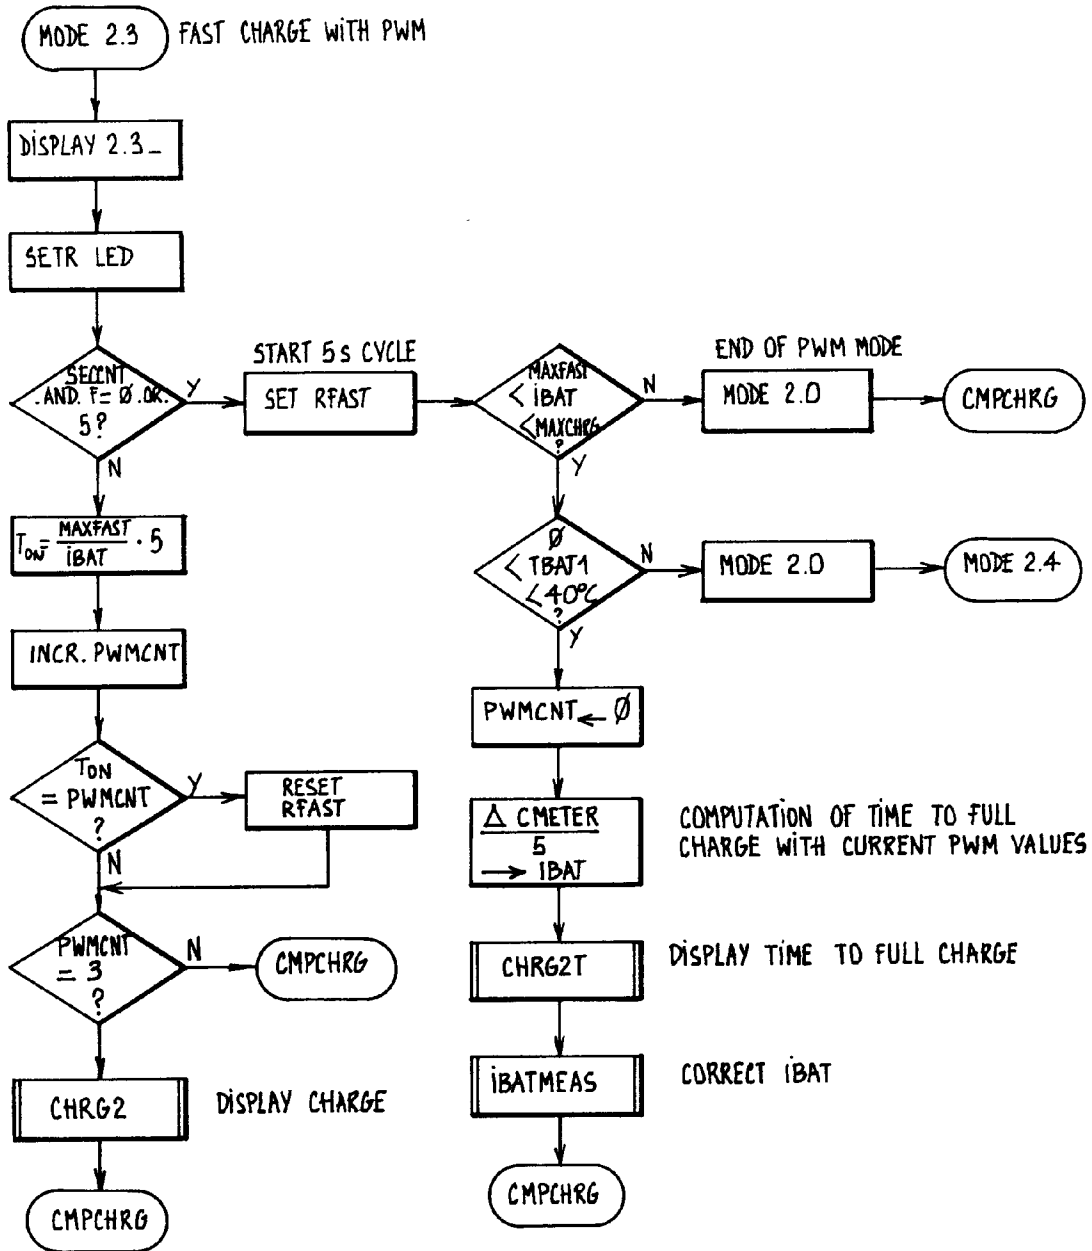 MODE 2.3
FAST CHARGE WITH PWM
DISPLAY 2.3_
SETR LED
SECCNT
.AND. F= Ø .OR.
5?
Y
N
START 5s CYCLE
SET RFAST
MAXFAST
< iBAT
<MAXCHRG
?
N
Y
END OF PWM MODE
MODE 2.0
CMPCHRG
TON = MAXFAST
iBAT
· 5
Ø
< TBAT1
<40°C
?
N
Y
MODE 2.0
MODE 2.4
INCR. PWMCNT
PWMCNT ← Ø
TON
= PWMCNT
?
Y
N
RESET
RFAST
Δ CMETER
5
→ iBAT
COMPUTATION OF TIME TO FULL
CHARGE WITH CURRENT PWM VALUES
PWMCNT
= 3
?
N
CMPCHRG
CHRG2T
DISPLAY TIME TO FULL CHARGE
CHRG2
DISPLAY CHARGE
iBATMEAS
CORRECT iBAT
CMPCHRG
CMPCHRG